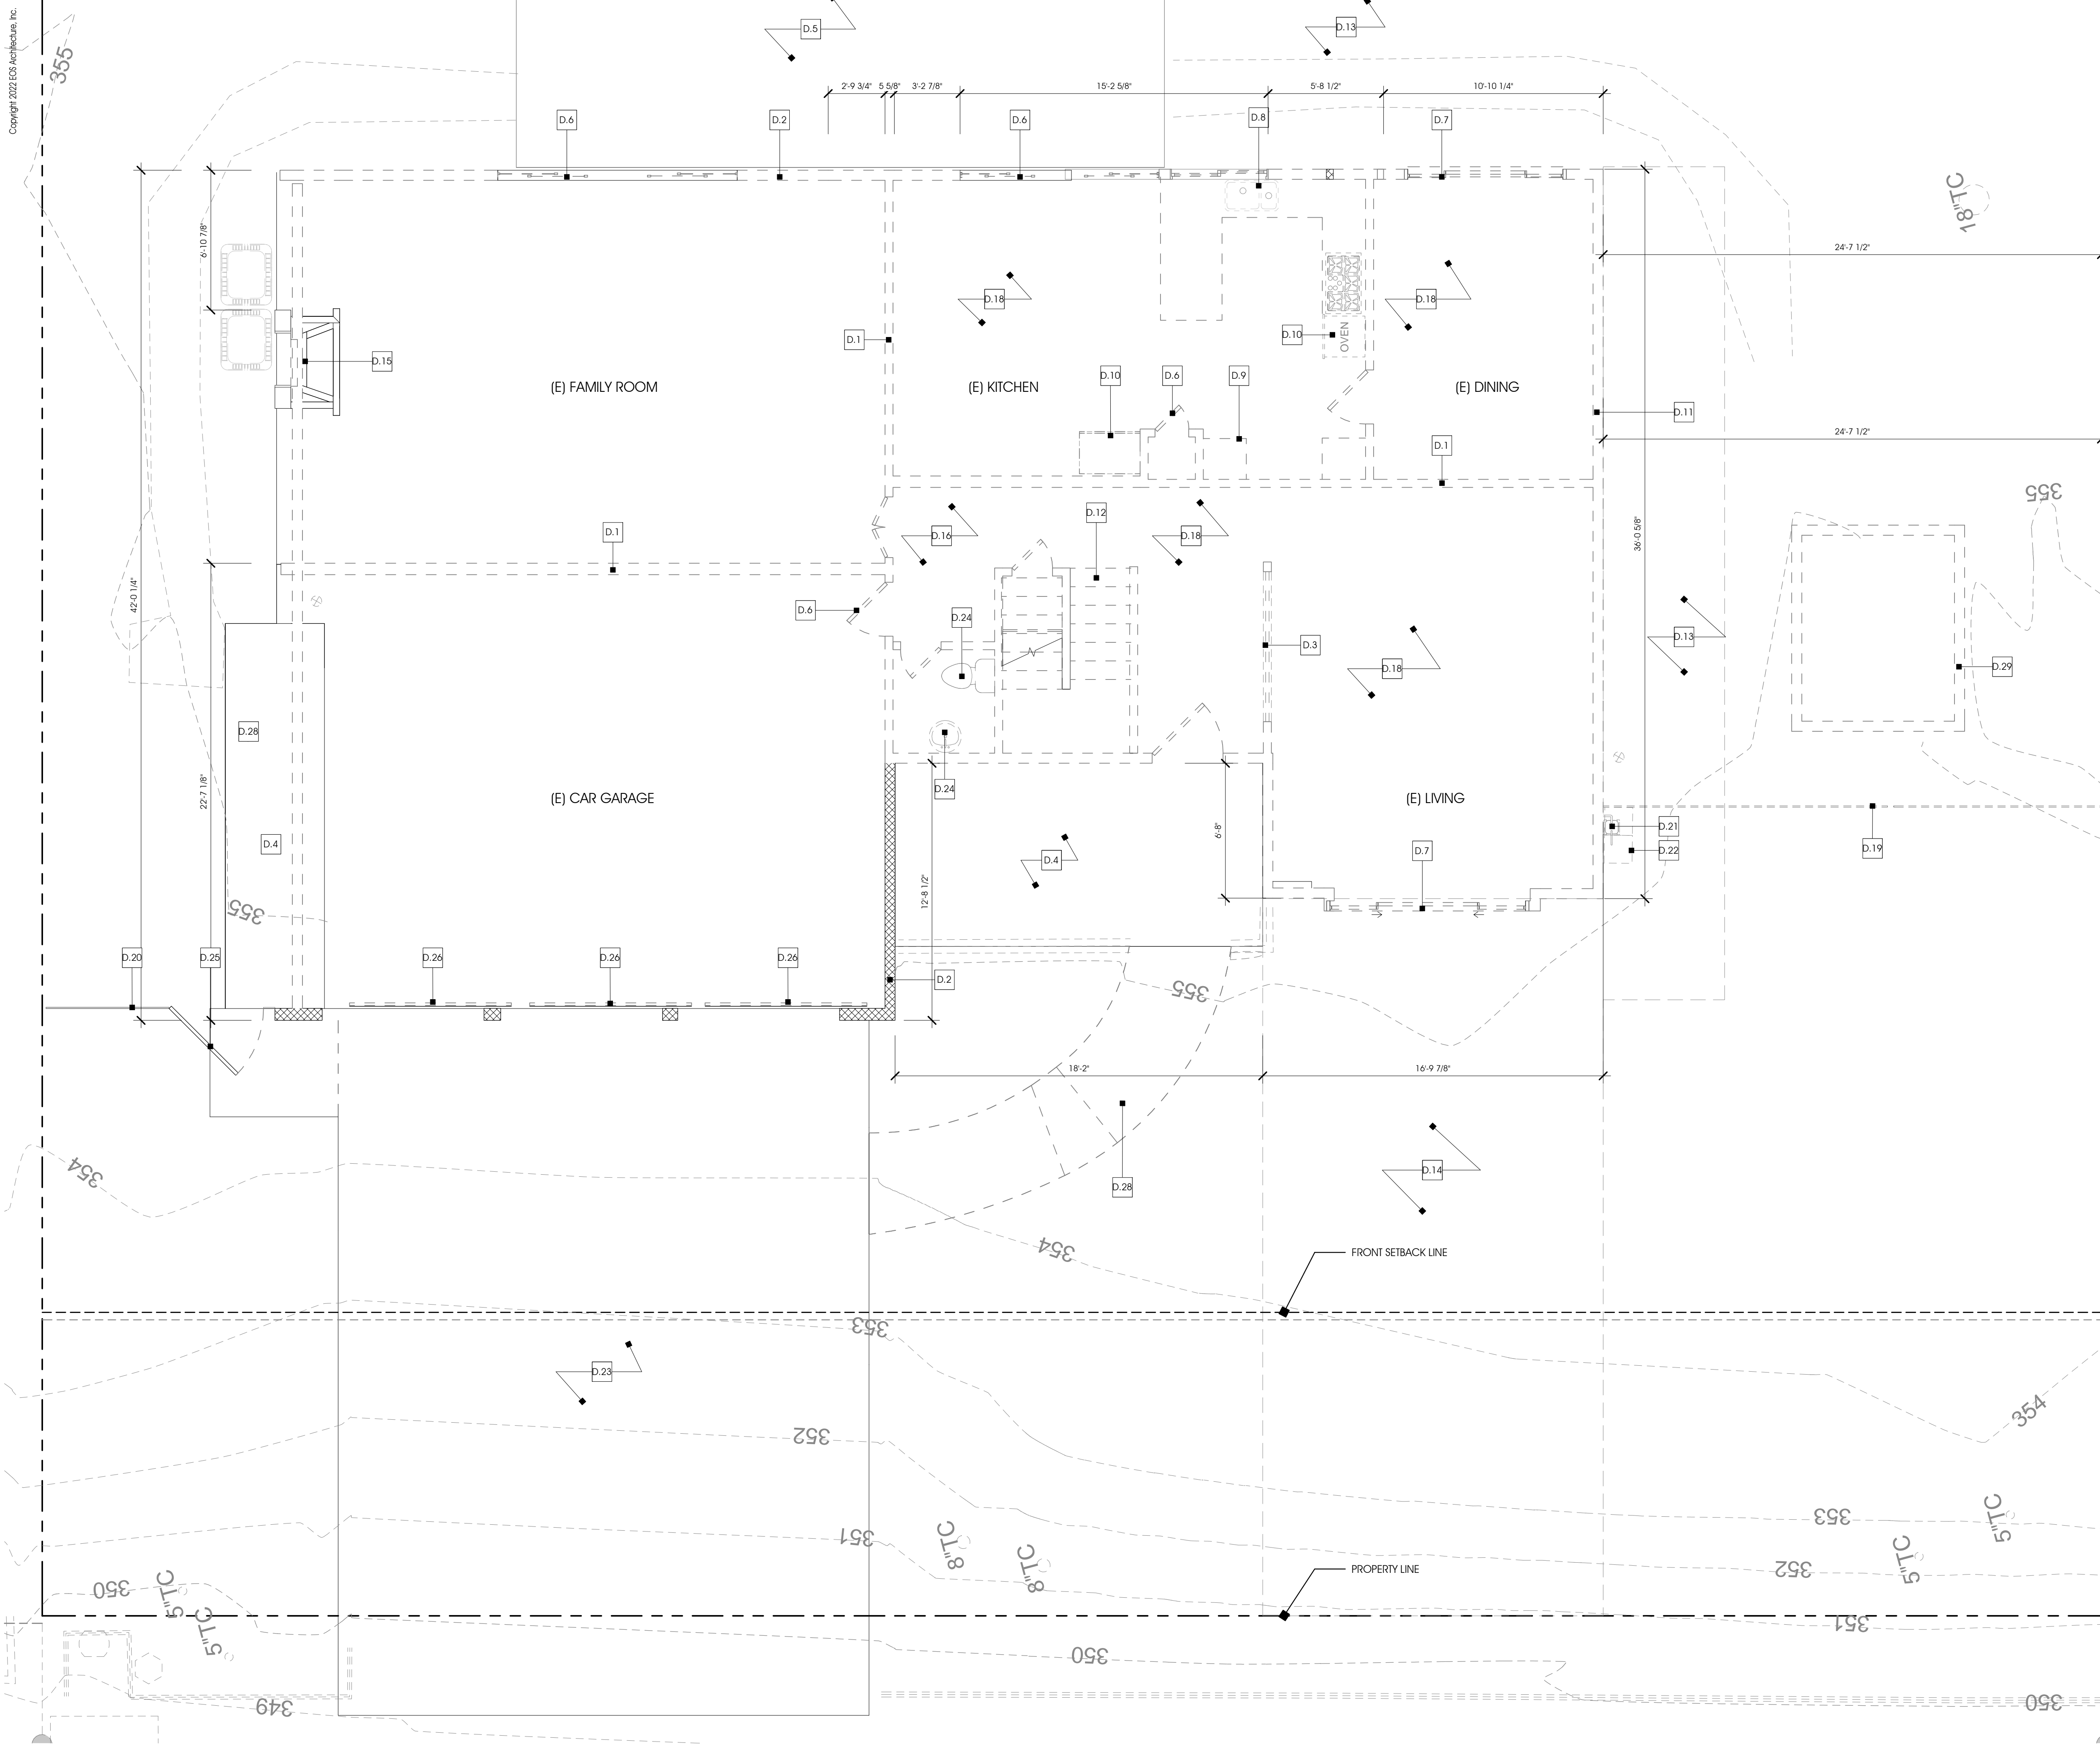 Copyright 2022 EOS Architecture, Inc.
355
D.5
D.13
2'-9 3/4"
5 5/8"
3'-2 7/8"
15'-2 5/8"
5'-8 1/2"
10'-10 1/4"
D.6
D.2
D.6
D.8
D.7
18"TC
6'-10 7/8"
24'-7 1/2"
D.18
D.18
D.1
D.10
OVEN
D.15
(E) FAMILY ROOM
(E) KITCHEN
D.10
D.6
D.9
(E) DINING
D.11
24'-7 1/2"
D.1
355
D.1
D.16
D.12
D.18
36'-0 5/8"
42'-0 1/4"
D.6
D.24
D.3
D.18
D.13
D.29
D.28
22'-7 1/8"
D.24
(E) CAR GARAGE
(E) LIVING
D.4
D.4
6'-8"
D.7
D.21
D.22
D.19
12'-8 1/2"
355
D.20
D.25
D.26
D.26
D.26
D.2
355
18'-2"
16'-9 7/8"
354
D.28
D.14
354
FRONT SETBACK LINE
353
D.23
354
352
353
5"TC
351
8"TC
8"TC
PROPERTY LINE
352
5"TC
350
5"TC
5"TC
351
350
349
350